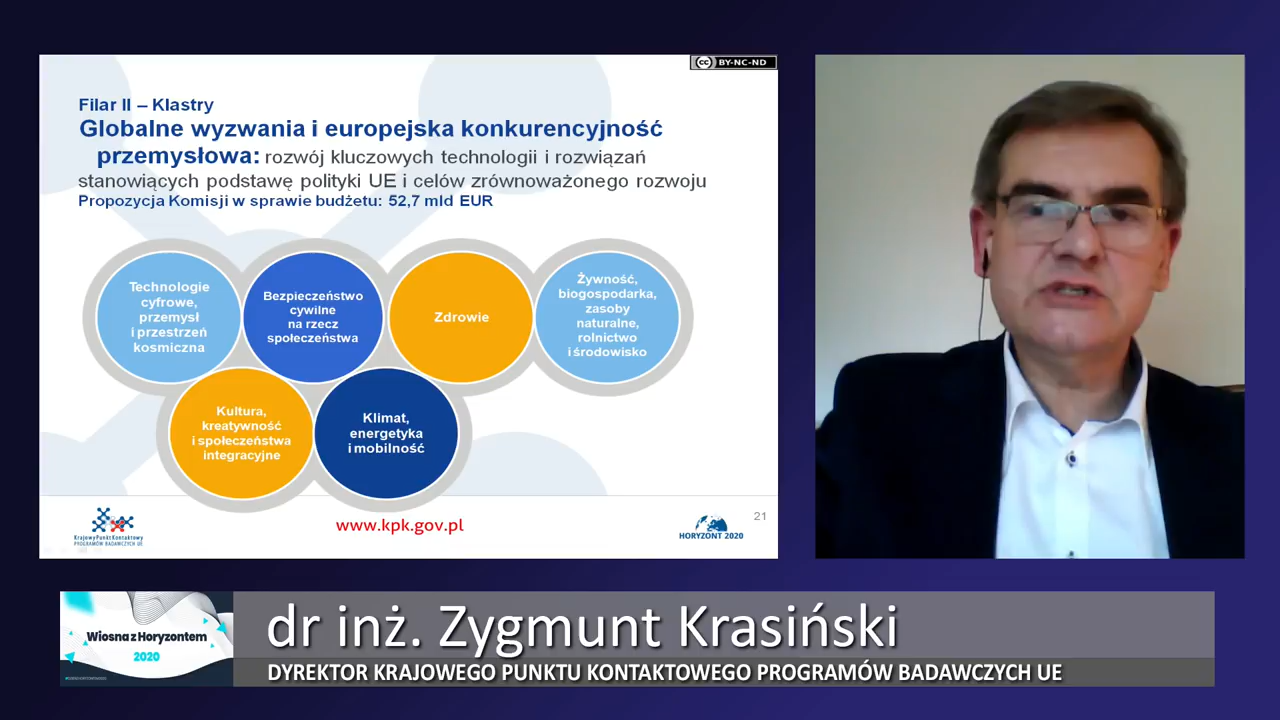 cc BY-NC-ND
Filar II – Klastry
Globalne wyzwania i europejska konkurencyjność
przemysłowa: rozwój kluczowych technologii i rozwiązań
stanowiących podstawę polityki UE i celów zrównoważonego rozwoju
Propozycja Komisji w sprawie budżetu: 52,7 mld EUR
Technologie
cyfrowe,
przemysł
i przestrzeń
kosmiczna
Bezpieczeństwo
cywilne
na rzecz
społeczeństwa
Zdrowie
Żywność,
biogospodarka,
zasoby
naturalne,
rolnictwo
i środowisko
Kultura,
kreatywność
i społeczeństwa
integracyjne
Klimat,
energetyka
i mobilność
Krajowy Punkt Kontaktowy
PROGRAMÓW BADAWCZYCH UE
www.kpk.gov.pl
HORYZONT 2020
21
Wiosna z Horyzontem
2020
dr inż. Zygmunt Krasiński
DYREKTOR KRAJOWEGO PUNKTU KONTAKTOWEGO PROGRAMÓW BADAWCZYCH UE